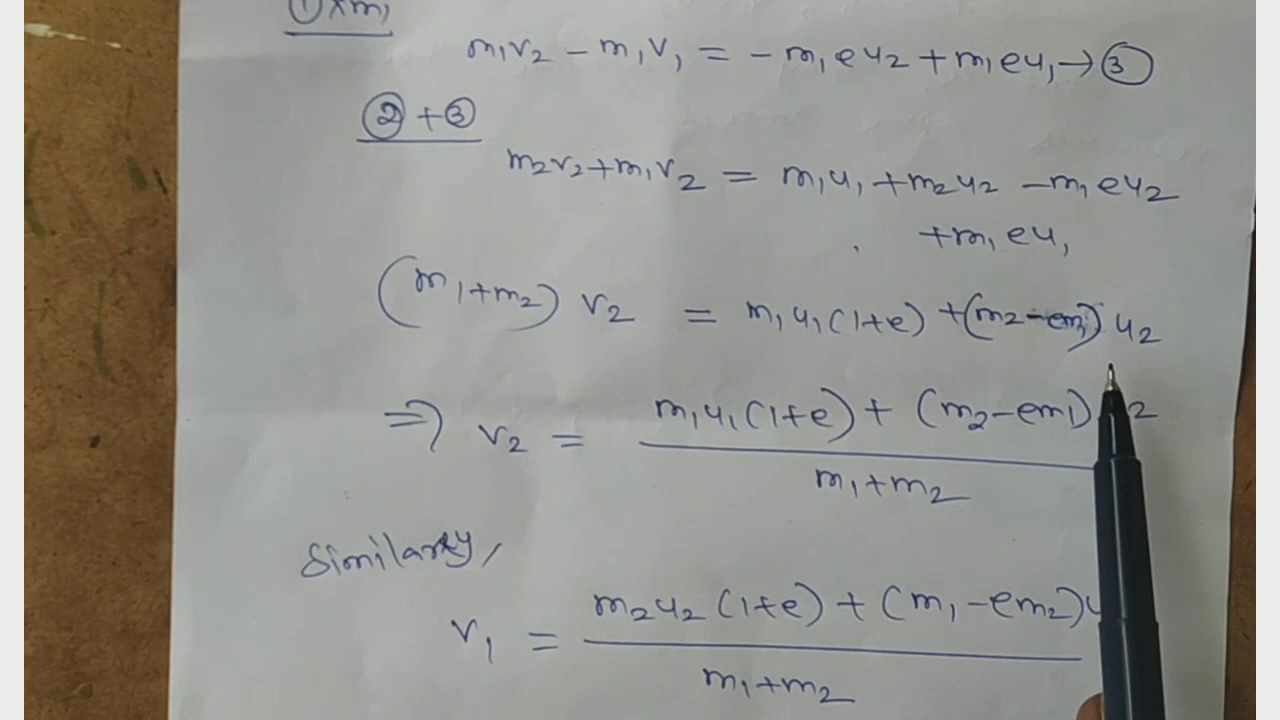 ① × m₁
m₁v₂ - m₁v₁ = - m₁eu₂ + m₁eu₁ → ③
② + ③
m₂v₂ + m₁v₂ = m₁u₁ + m₂u₂ - m₁eu₂
+ m₁eu₁
(m₁ + m₂) v₂ = m₁u₁(1+e) + (m₂ - em₁) u₂
⇒ v₂ = m₁u₁(1+e) + (m₂ - em₁) 2
m₁ + m₂
Similarly,
v₁ = m₂u₂(1+e) + (m₁ - em₂)u
m₁ + m₂